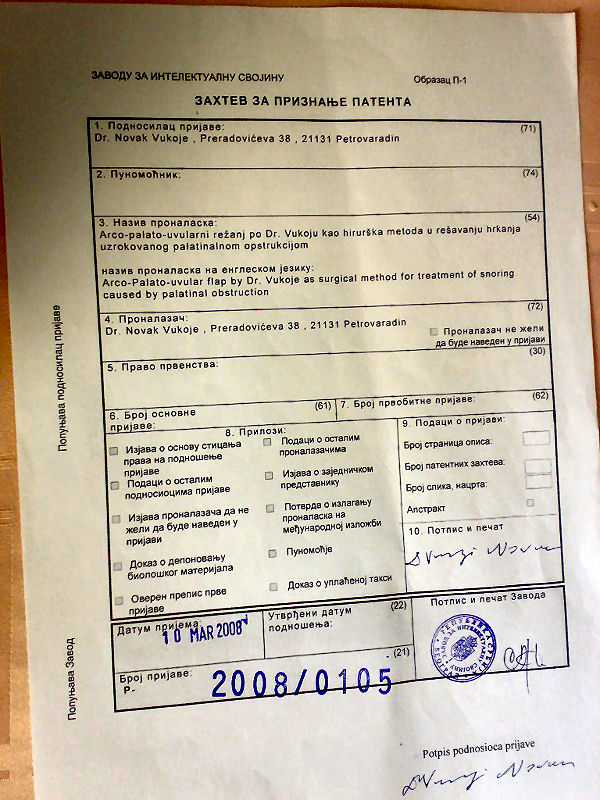 ЗАВОДУ ЗА ИНТЕЛЕКТУАЛНУ СВОЈИНУ
Образац П-1
ЗАХТЕВ ЗА ПРИЗНАЊЕ ПАТЕНТА
1. Подносилац пријаве: (71)
Dr. Novak Vukoje , Preradovićeva 38 , 21131 Petrovaradin
2. Пуномоћник: (74)
3. Назив проналаска: (54)
Arco-palato-uvularni režanj po Dr. Vukoju kao hirurška metoda u rešavanju hrkanja
uzrokovanog palatinalnom opstrukcijom
назив проналаска на енглеском језику:
Arco-Palato-uvular flap by Dr. Vukoje as surgical method for treatment of snoring
caused by palatinal obstruction
4. Проналазач: (72)
Dr. Novak Vukoje , Preradovićeva 38 , 21131 Petrovaradin
Проналазач не жели
да буде наведен у пријави
5. Право првенства: (30)
6. Број основне (61)
пријаве:
7. Број првобитне пријаве: (62)
8. Прилози:
Изјава о основу стицања
права на подношење
пријаве
Подаци о осталим
подносиоцима пријаве
Изјава проналазача да не
жели да буде наведен у
пријави
Доказ о депоновању
биолошког материјала
Оверен препис прве
пријаве
Подаци о осталим
проналазачима
Изјава о заједничком
представнику
Потврда о излагању
проналаска на
међународној изложби
Пуномоћје
Доказ о уплаћеној такси
9. Подаци о пријави:
Број страница описа:
Број патентних захтева:
Број слика, нацрта:
Апстракт
10. Потпис и печат
Датум пријема:
10 MAR 2008
Утврђени датум (22)
подношења:
Потпис и печат Завода
Број пријаве: (21)
P-
2008/0105
Попуњава подносилац пријаве
Попуњава Завод
Potpis podnosioca prijave